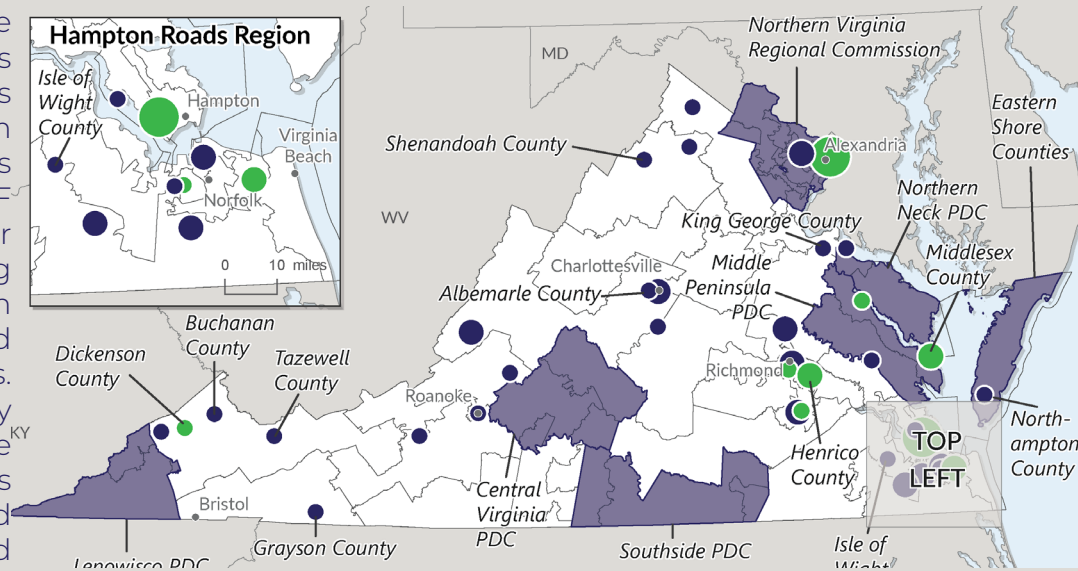 Hampton Roads Region
Isle of
Wight
County
Hampton
Virginia
Beach
Norfolk
0 10 miles
MD
Northern Virginia
Regional Commission
Eastern
Shore
Counties
Shenandoah County
Alexandria
Northern
Neck PDC
WV
King George County
Middlesex
County
Charlottesville
Middle
Peninsula
PDC
Albemarle County
Buchanan
County
Dickenson
County
Tazewell
County
Richmond
Roanoke
KY
North-
ampton
County
TOP
LEFT
Henrico
County
Central
Virginia
PDC
Bristol
Grayson County
Southside PDC
Isle of
Wight
Lenowisco PDC